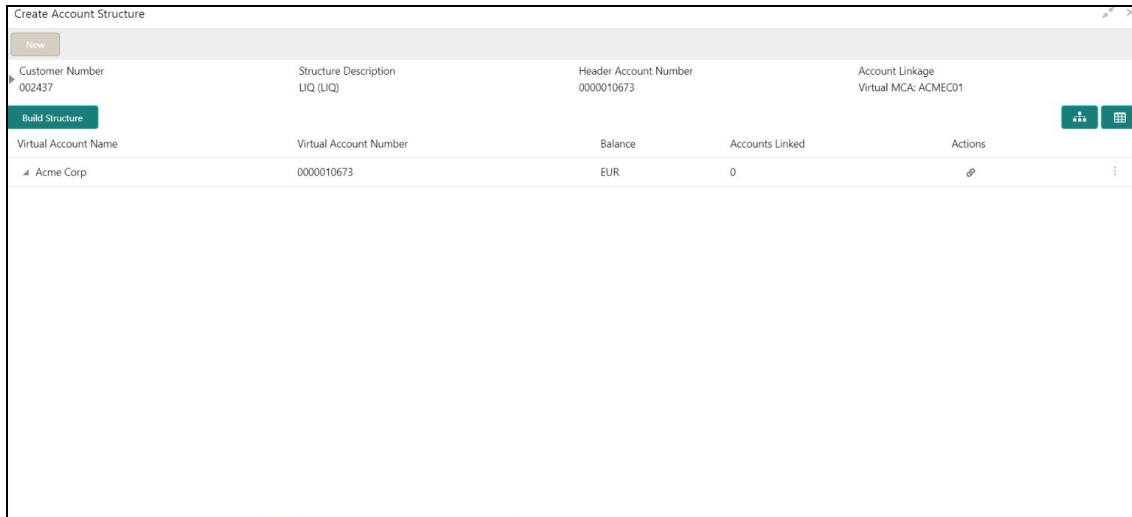 Create Account Structure
New
Customer Number Structure Description Header Account Number Account Linkage
002437 LIQ (LIQ) 0000010673 Virtual MCA: ACMEC01
Build Structure
Virtual Account Name Virtual Account Number Balance Accounts Linked Actions
Acme Corp 0000010673 EUR 0